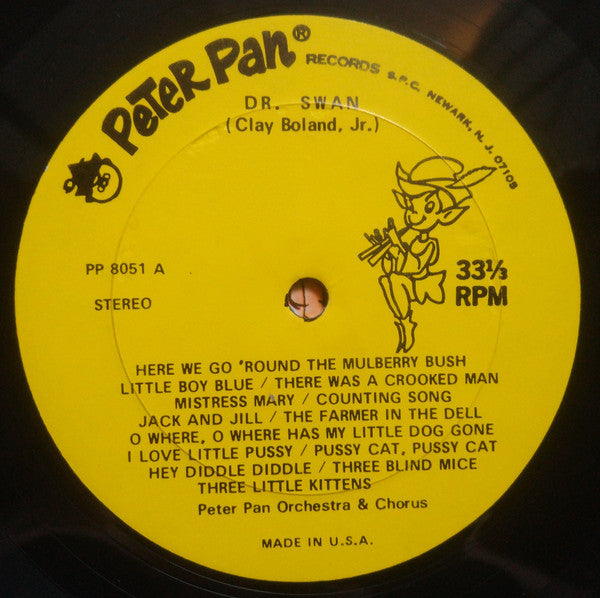 PETER PAN®
RECORDS S.P.C. NEWARK, N. J. 07105
DR. SWAN
(Clay Boland, Jr.)
PP 8051 A
STEREO
33⅓
RPM
HERE WE GO 'ROUND THE MULBERRY BUSH
LITTLE BOY BLUE / THERE WAS A CROOKED MAN
MISTRESS MARY / COUNTING SONG
JACK AND JILL / THE FARMER IN THE DELL
O WHERE, O WHERE HAS MY LITTLE DOG GONE
I LOVE LITTLE PUSSY / PUSSY CAT, PUSSY CAT
HEY DIDDLE DIDDLE / THREE BLIND MICE
THREE LITTLE KITTENS
Peter Pan Orchestra & Chorus
MADE IN U.S.A.